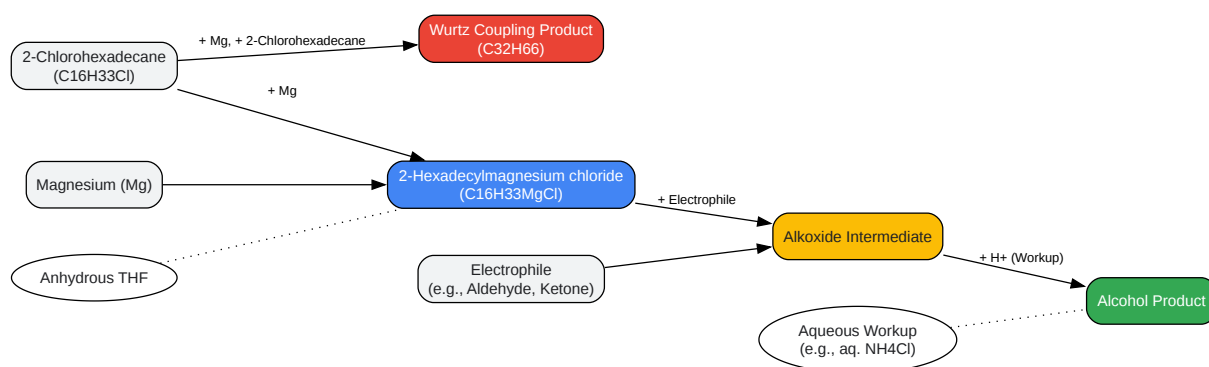 Wurtz Coupling Product
(C32H66)
+ Mg, + 2-Chlorohexadecane
2-Chlorohexadecane
(C16H33Cl)
+ Mg
Magnesium (Mg)
2-Hexadecylmagnesium chloride
(C16H33MgCl)
+ Electrophile
Alkoxide Intermediate
Anhydrous THF
Electrophile
(e.g., Aldehyde, Ketone)
+ H+ (Workup)
Alcohol Product
Aqueous Workup
(e.g., aq. NH4Cl)